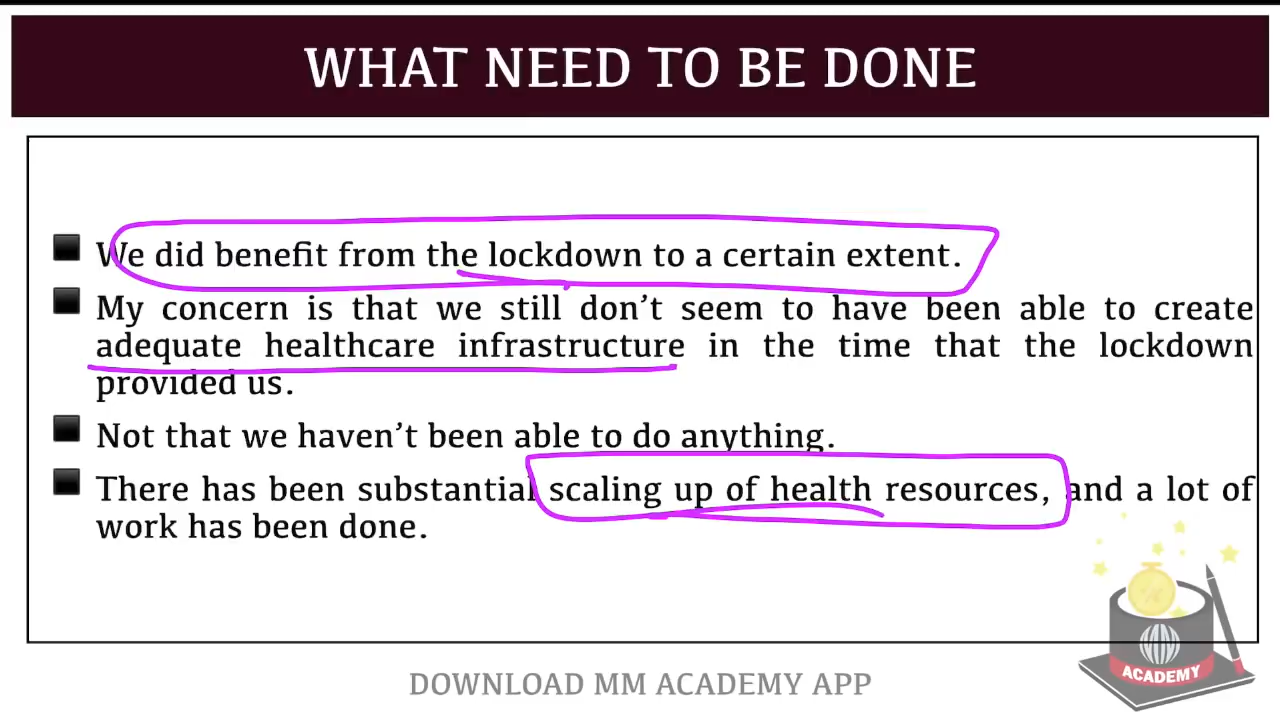 WHAT NEED TO BE DONE
We did benefit from the lockdown to a certain extent.
My concern is that we still don't seem to have been able to create
adequate healthcare infrastructure in the time that the lockdown
provided us.
Not that we haven't been able to do anything.
There has been substantial scaling up of health resources, and a lot of
work has been done.
ACADEMY
DOWNLOAD MM ACADEMY APP